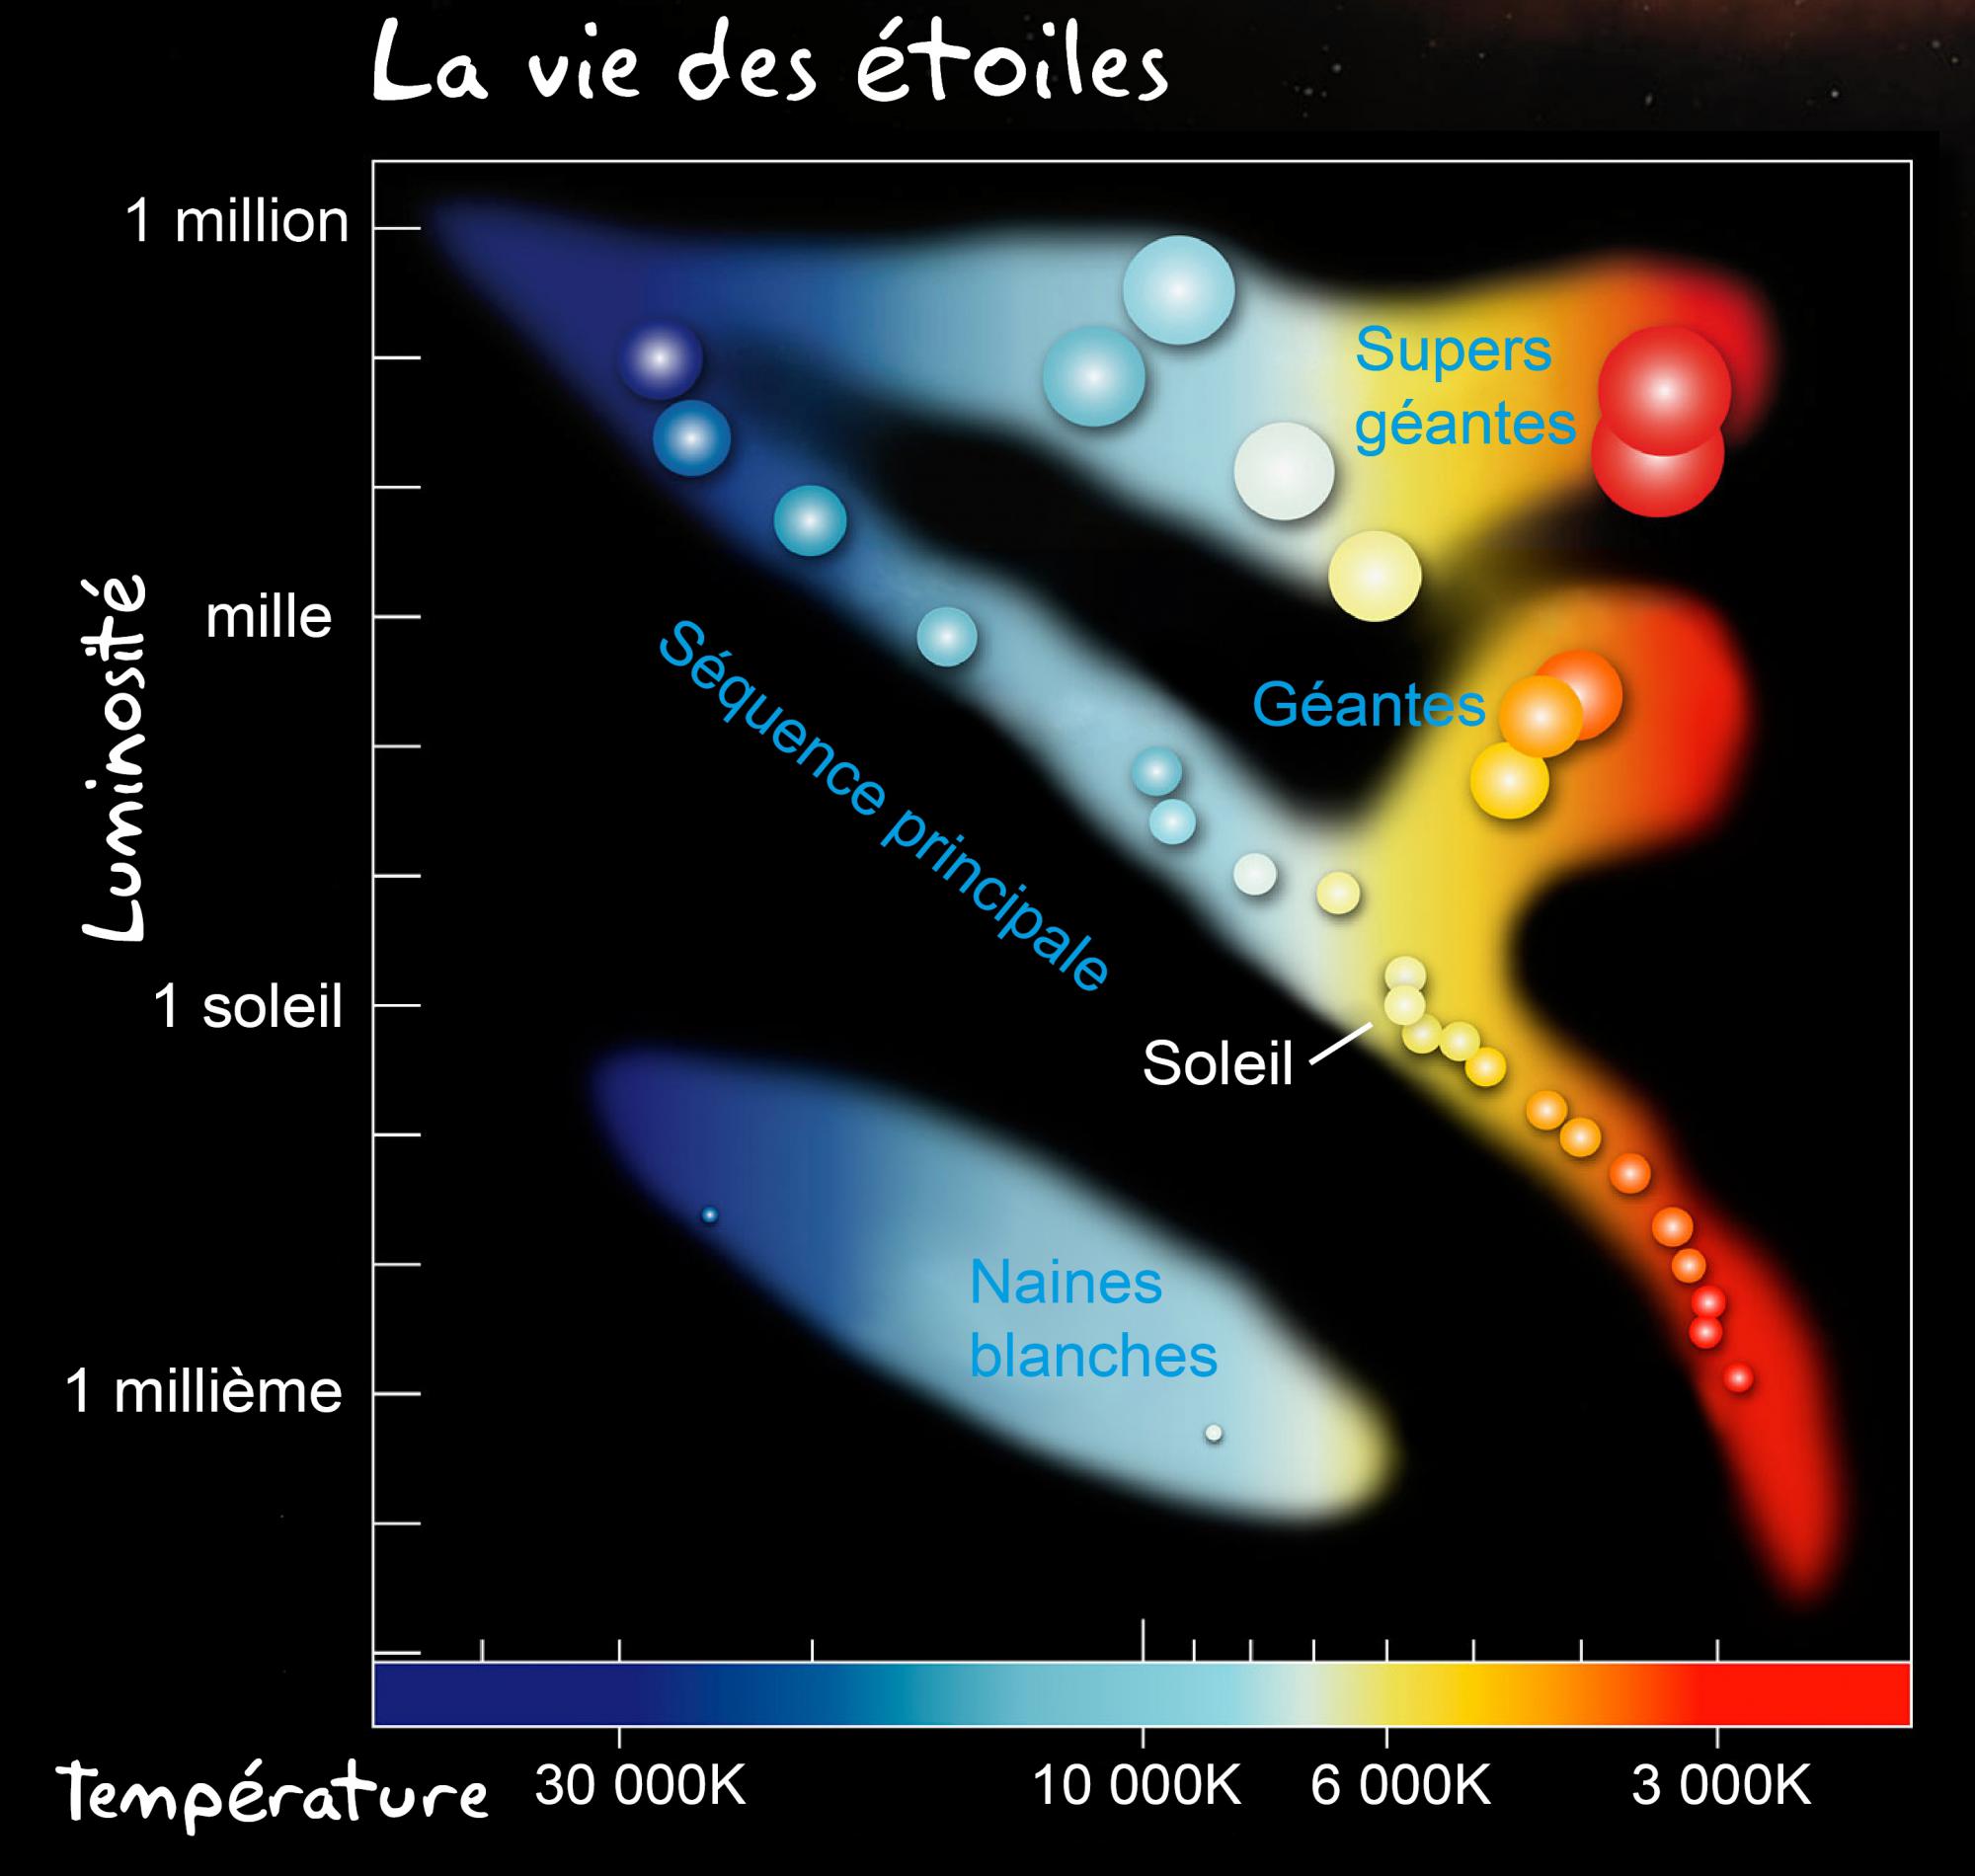 La vie des étoiles
1 million
mille
1 soleil
1 millième
Luminosité
Supers
géantes
Géantes
Séquence principale
Soleil
Naines
blanches
Température
30 000K
10 000K
6 000K
3 000K